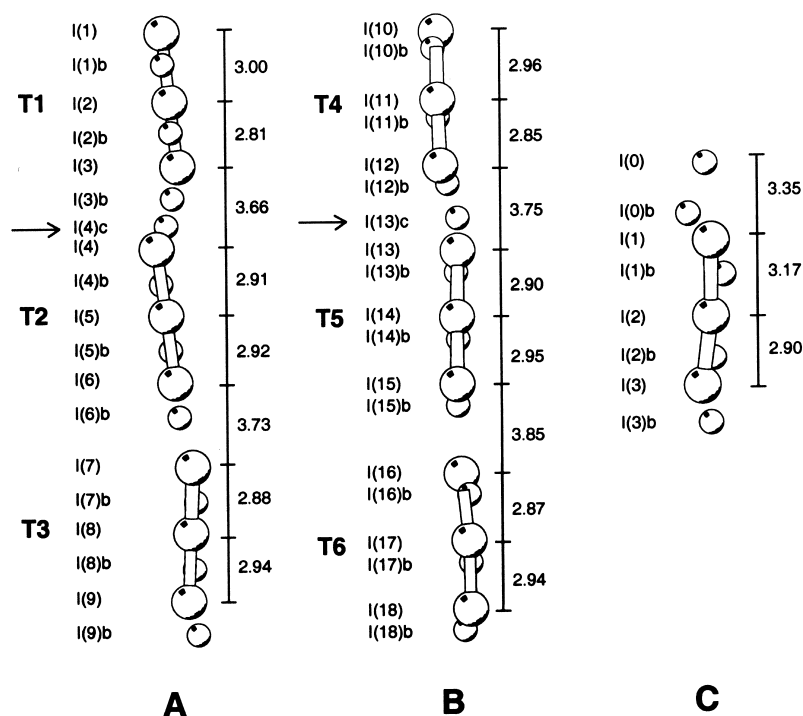 I(1)
I(1)b
3.00
T1
I(2)
I(2)b
2.81
I(3)
I(3)b
3.66
I(4)c
I(4)
I(4)b
2.91
T2
I(5)
I(5)b
2.92
I(6)
I(6)b
3.73
I(7)
I(7)b
2.88
T3
I(8)
I(8)b
2.94
I(9)
I(9)b
A
I(10)
I(10)b
2.96
T4
I(11)
I(11)b
2.85
I(12)
I(12)b
3.75
I(13)c
I(13)
I(13)b
2.90
T5
I(14)
I(14)b
2.95
I(15)
I(15)b
3.85
I(16)
I(16)b
2.87
T6
I(17)
I(17)b
2.94
I(18)
I(18)b
B
I(0)
3.35
I(0)b
I(1)
I(1)b
3.17
I(2)
I(2)b
2.90
I(3)
I(3)b
C